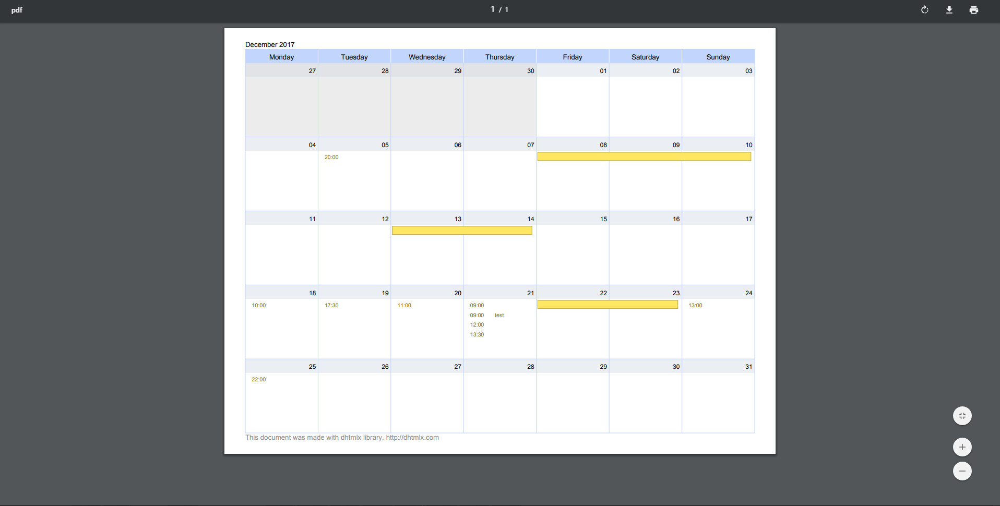 pdf
1 / 1
December 2017
Monday Tuesday Wednesday Thursday Friday Saturday Sunday
27 28 29 30 01 02 03
04 05 06 07 08 09 10
20:00
11 12 13 14 15 16 17
18 19 20 21 22 23 24
10:00 17:30 11:00 09:00 13:00
09:00 test
12:00
13:30
25 26 27 28 29 30 31
22:00
This document was made with dhtmlx library. http://dhtmlx.com